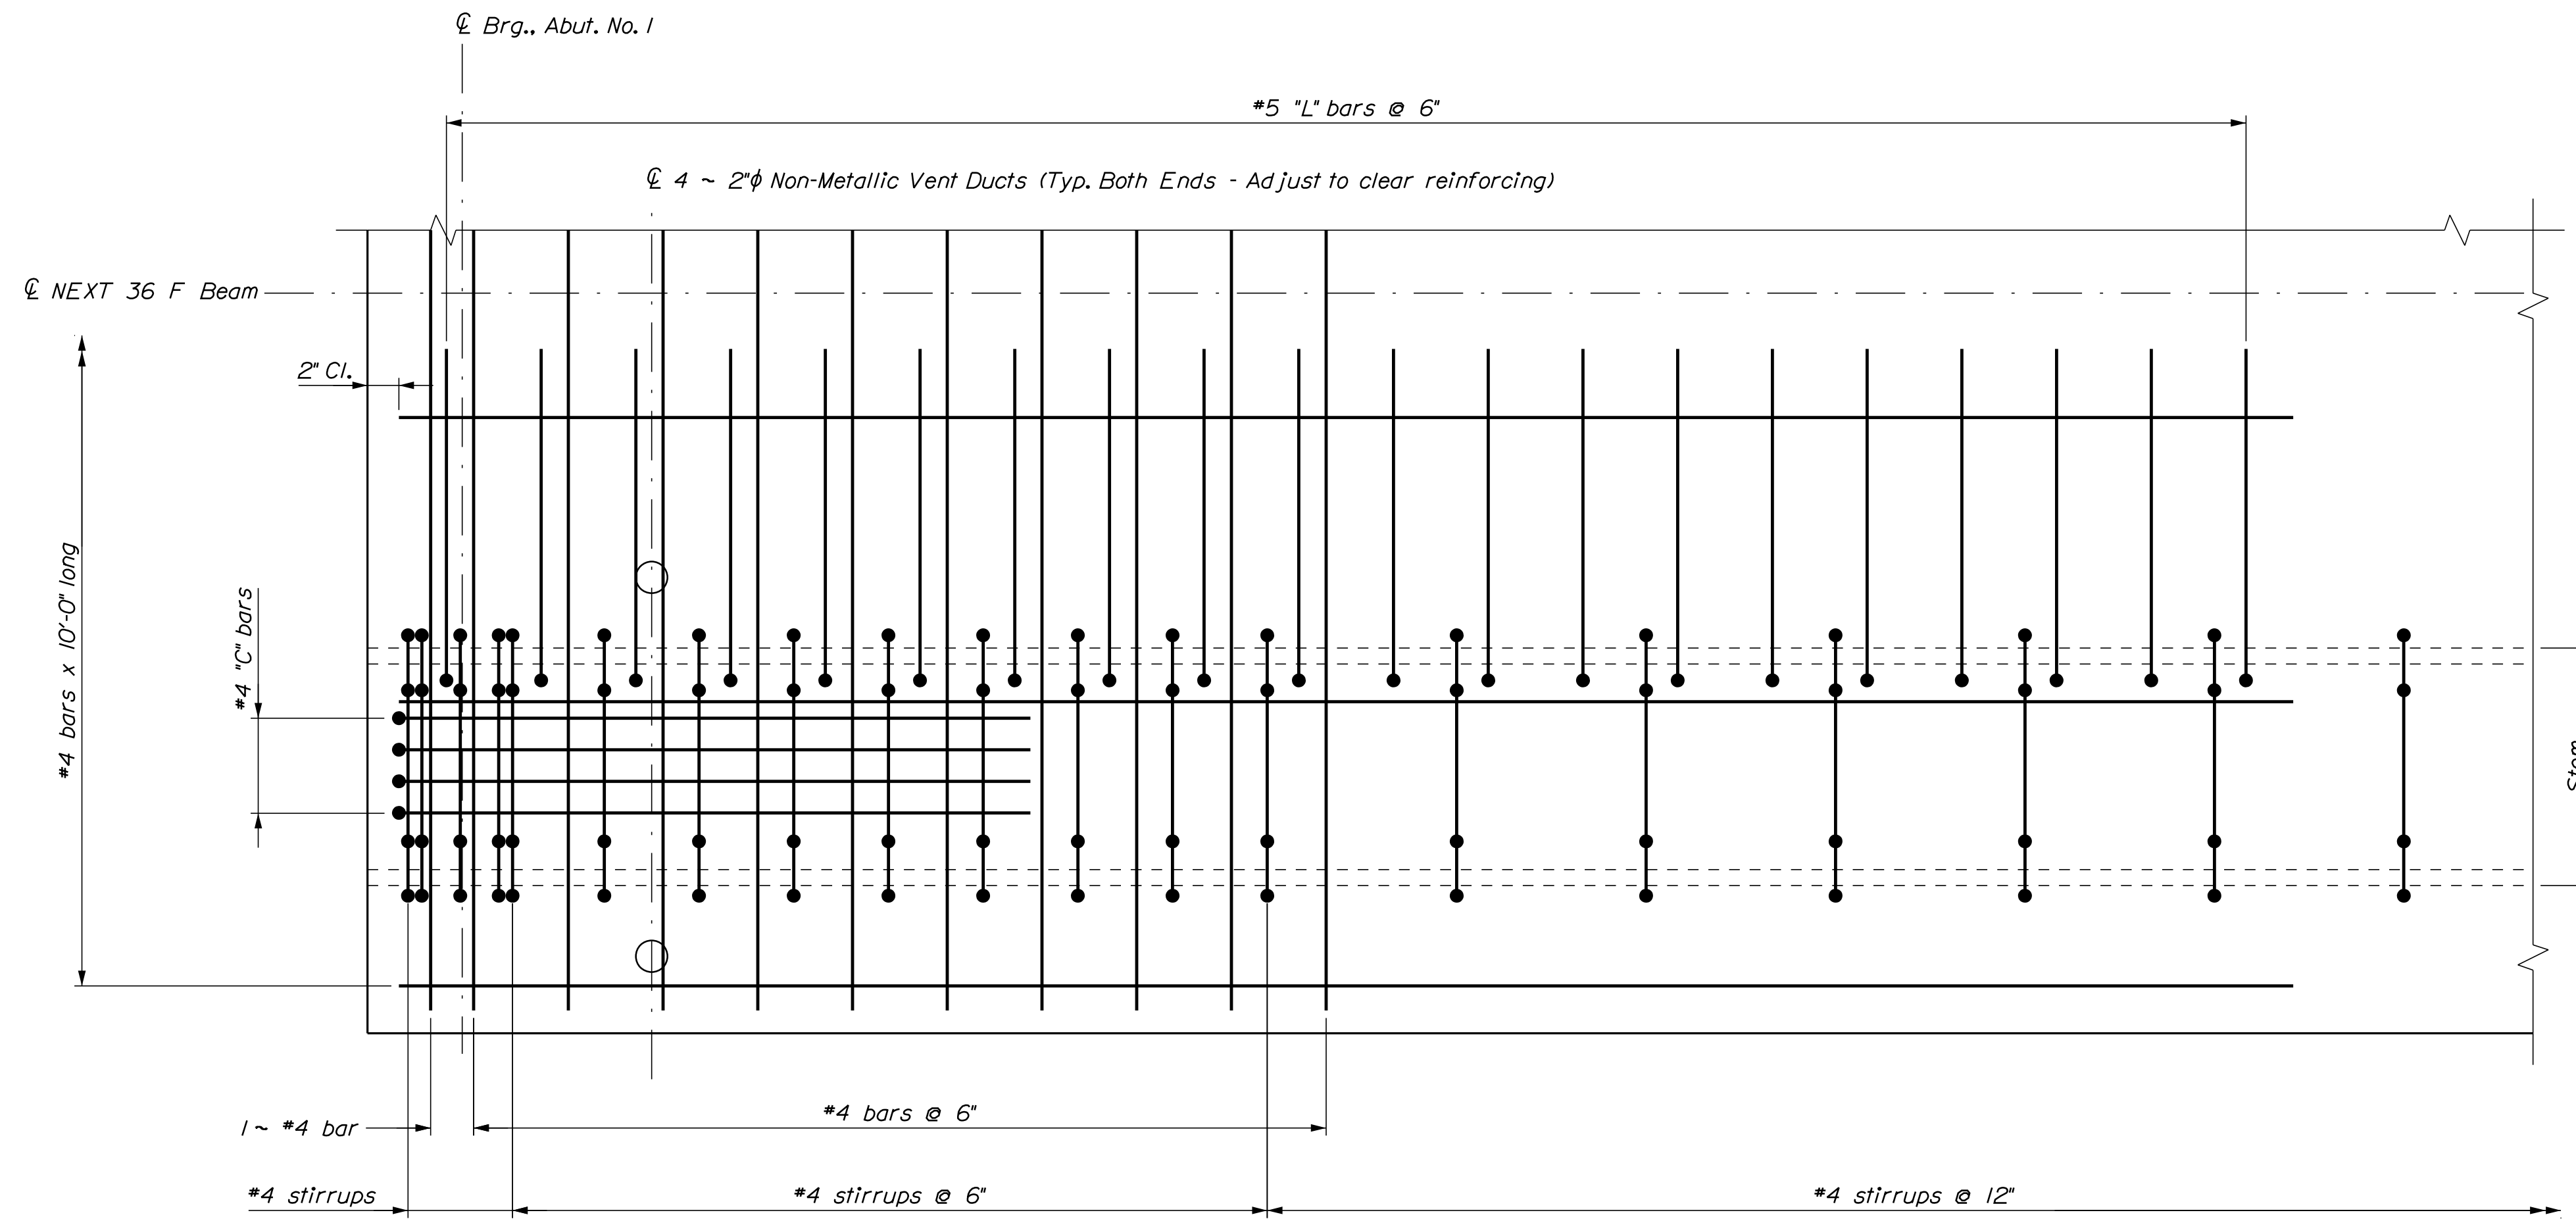 ℄ Brg., Abut. No. 1
#5 "L" bars @ 6"
℄ 4 ~ 2"ϕ Non-Metallic Vent Ducts (Typ. Both Ends - Adjust to clear reinforcing)
℄ NEXT 36 F Beam
2" Cl.
#4 bars x 10'-0" long
#4 "C" bars
Stem
1 ~ #4 bar
#4 bars @ 6"
#4 stirrups
#4 stirrups @ 6"
#4 stirrups @ 12"